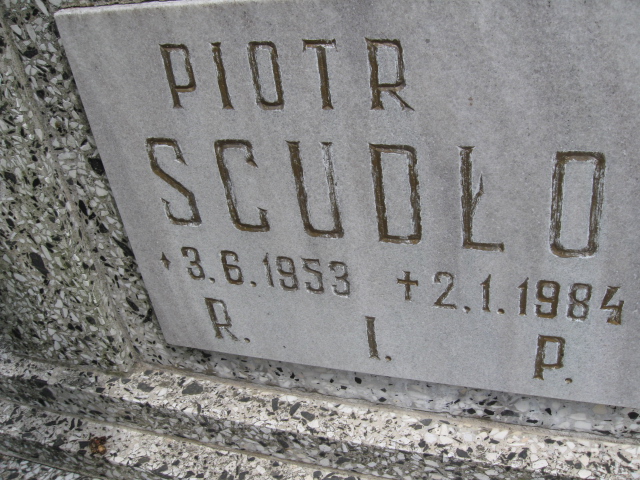 PIOTR
SCUDŁO
* 3.6.1953 + 2.1.1984
R. I. P.